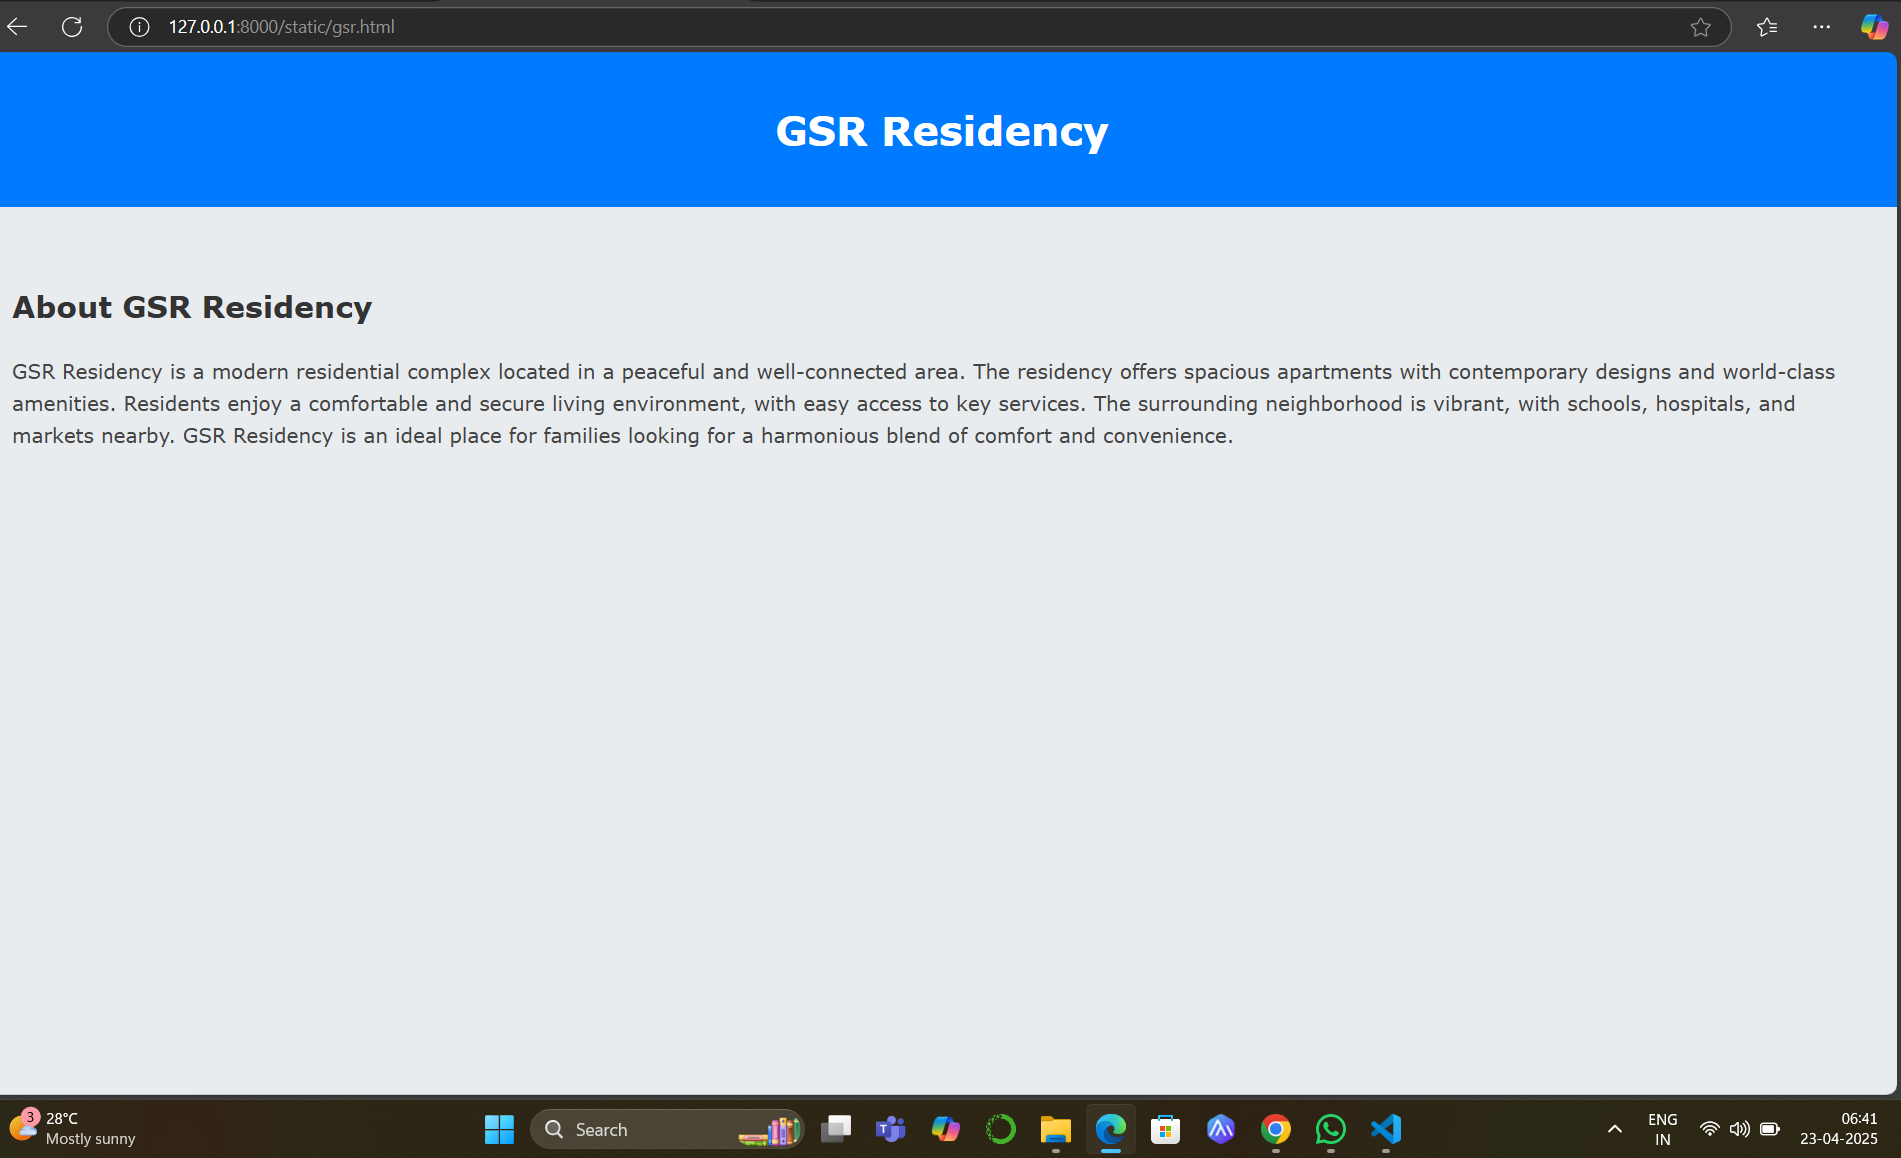 127.0.0.1:8000/static/gsr.html
GSR Residency
About GSR Residency
GSR Residency is a modern residential complex located in a peaceful and well-connected area. The residency offers spacious apartments with contemporary designs and world-class
amenities. Residents enjoy a comfortable and secure living environment, with easy access to key services. The surrounding neighborhood is vibrant, with schools, hospitals, and
markets nearby. GSR Residency is an ideal place for families looking for a harmonious blend of comfort and convenience.
3
28°C
Mostly sunny
Search
T
ENG
IN
06:41
23-04-2025